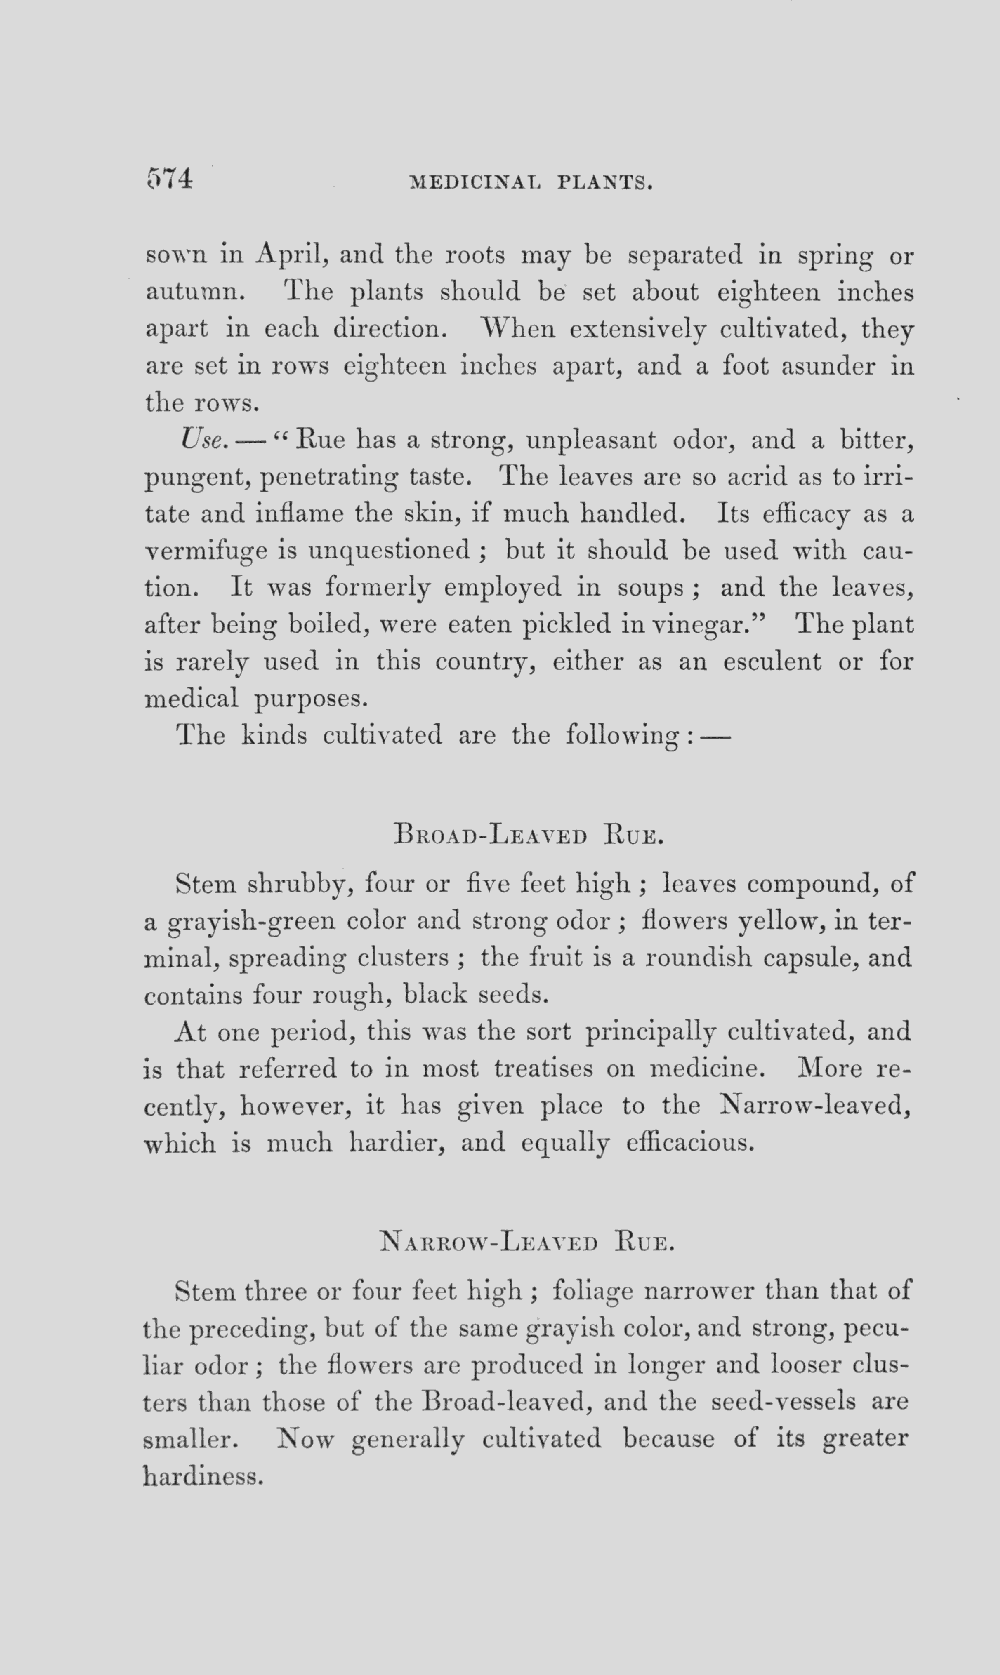 574
MEDICINAL PLANTS.
sown in April, and the roots may be separated in spring or
autumn. The plants should be set about eighteen inches
apart in each direction. When extensively cultivated, they
are set in rows eighteen inches apart, and a foot asunder in
the rows.
Use. — “ Rue has a strong, unpleasant odor, and a bitter,
pungent, penetrating taste. The leaves are so acrid as to irri-
tate and inflame the skin, if much handled. Its efficacy as a
vermifuge is unquestioned ; but it should be used with cau-
tion. It was formerly employed in soups ; and the leaves,
after being boiled, were eaten pickled in vinegar.” The plant
is rarely used in this country, either as an esculent or for
medical purposes.
The kinds cultivated are the following : —
BROAD-LEAVED RUE.
Stem shrubby, four or five feet high ; leaves compound, of
a grayish-green color and strong odor ; flowers yellow, in ter-
minal, spreading clusters ; the fruit is a roundish capsule, and
contains four rough, black seeds.
At one period, this was the sort principally cultivated, and
is that referred to in most treatises on medicine. More re-
cently, however, it has given place to the Narrow-leaved,
which is much hardier, and equally efficacious.
NARROW-LEAVED RUE.
Stem three or four feet high ; foliage narrower than that of
the preceding, but of the same grayish color, and strong, pecu-
liar odor ; the flowers are produced in longer and looser clus-
ters than those of the Broad-leaved, and the seed-vessels are
smaller. Now generally cultivated because of its greater
hardiness.